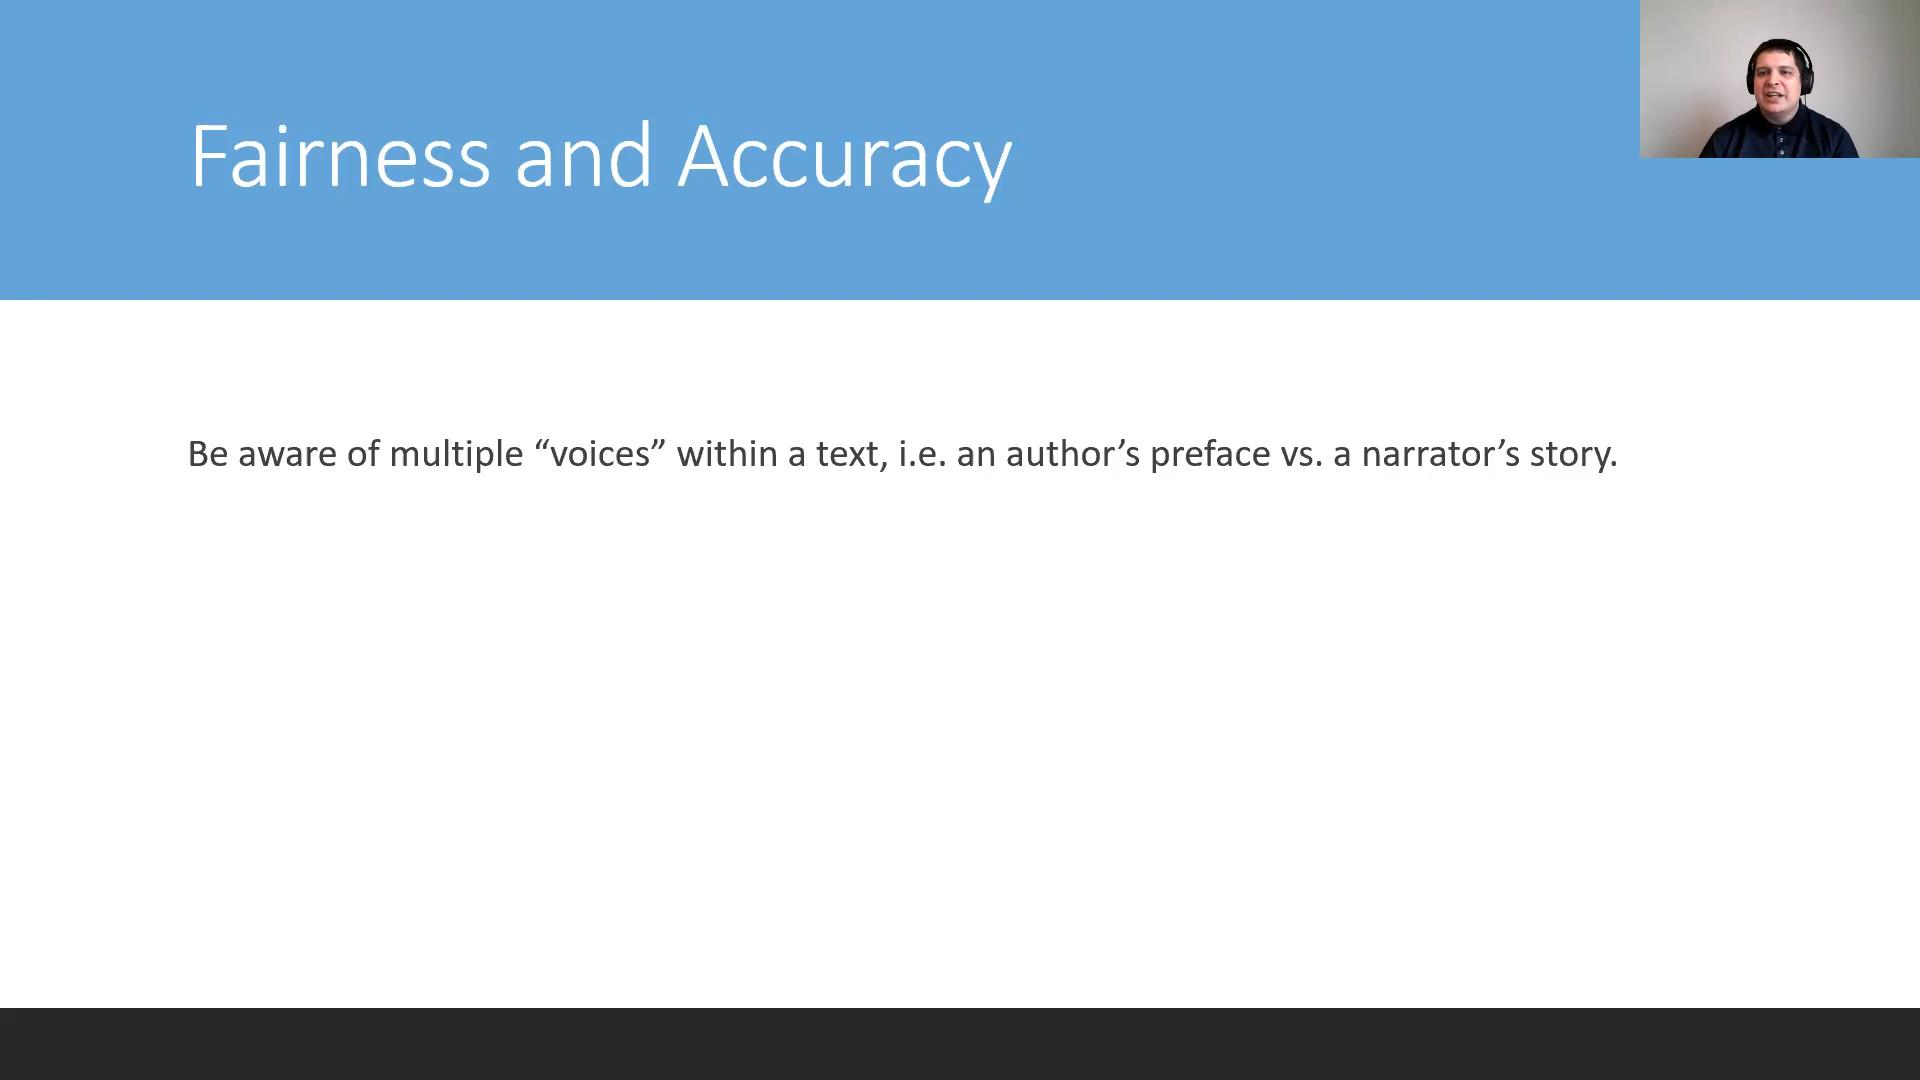 Fairness and Accuracy
Be aware of multiple “voices” within a text, i.e. an author’s preface vs. a narrator’s story.